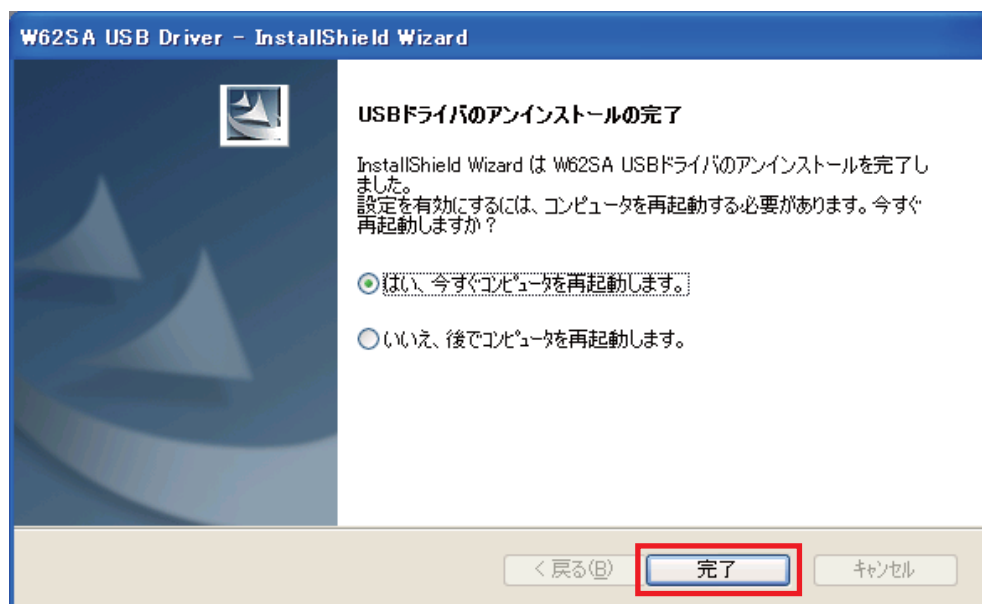 W62SA USB Driver - InstallShield Wizard
USBドライバのアンインストールの完了
InstallShield Wizard は W62SA USBドライバのアンインストールを完了し
ました。
設定を有効にするには、コンピュータを再起動する必要があります。今すぐ
再起動しますか？
はい、今すぐコンピュータを再起動します。
いいえ、後でコンピュータを再起動します。
< 戻る(B) 完了 キャンセル